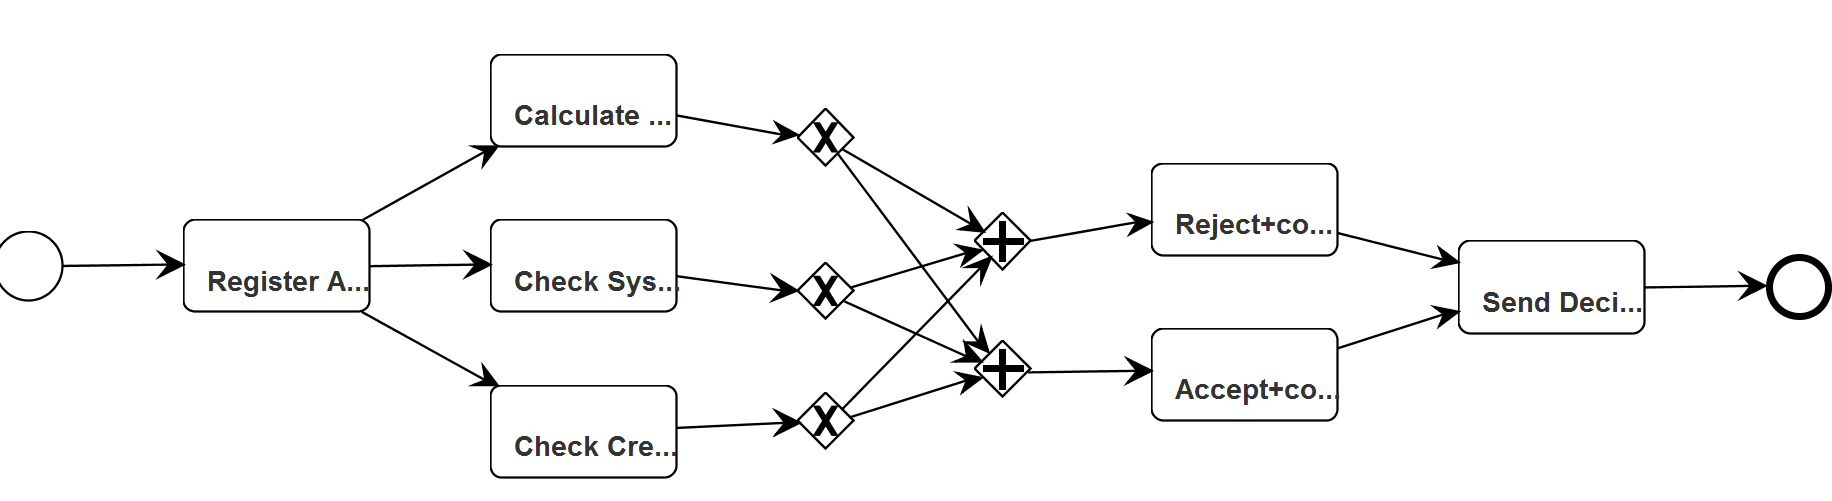 Register A...
Calculate ...
Check Sys...
Check Cre...
X
X
X
Reject+co...
Accept+co...
Send Deci...